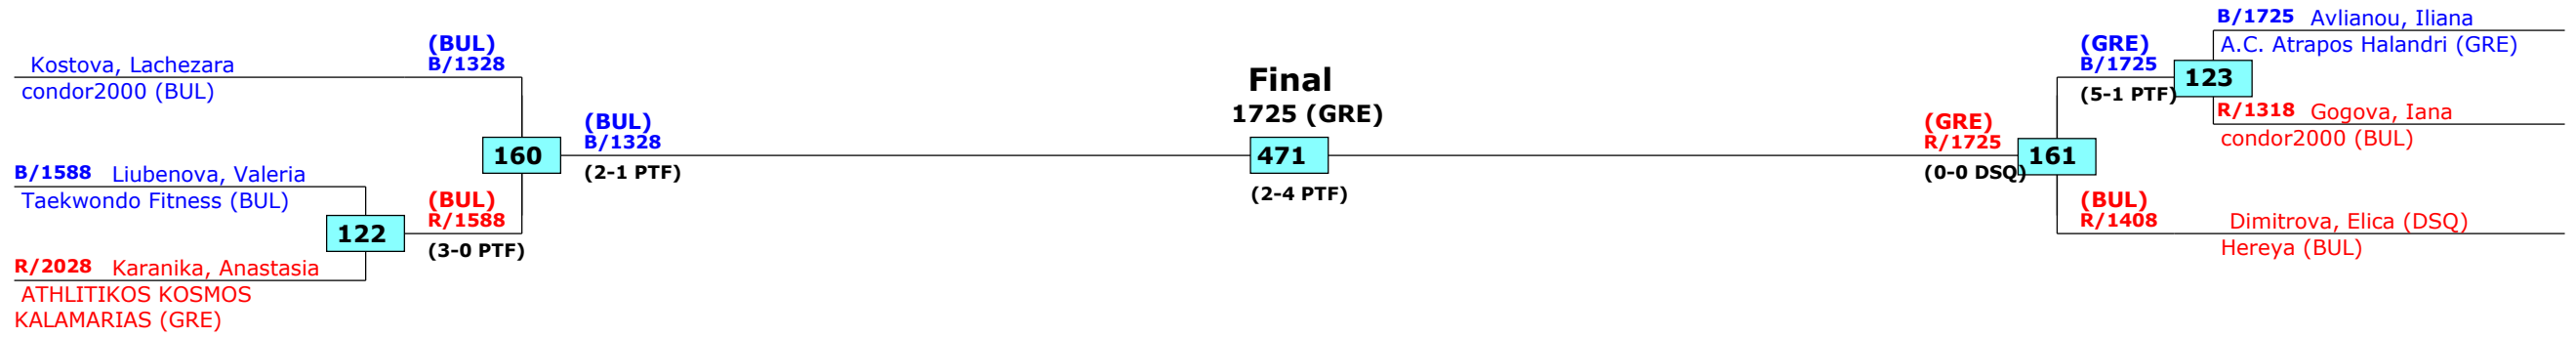 Kostova, Lachezara
condor2000 (BUL)
(BUL)
B/1328
B/1588 Liubenova, Valeria
Taekwondo Fitness (BUL)
122
R/2028 Karanika, Anastasia
ATHLITIKOS KOSMOS
KALAMARIAS (GRE)
(BUL)
R/1588
(3-0 PTF)
160
(BUL)
B/1328
(2-1 PTF)
Final
1725 (GRE)
471
(2-4 PTF)
(GRE)
R/1725
(0-0 DSQ)
161
(GRE)
B/1725
(5-1 PTF)
123
B/1725 Avlianou, Iliana
A.C. Atrapos Halandri (GRE)
R/1318 Gogova, Iana
condor2000 (BUL)
(BUL)
R/1408
Dimitrova, Elica (DSQ)
Hereya (BUL)